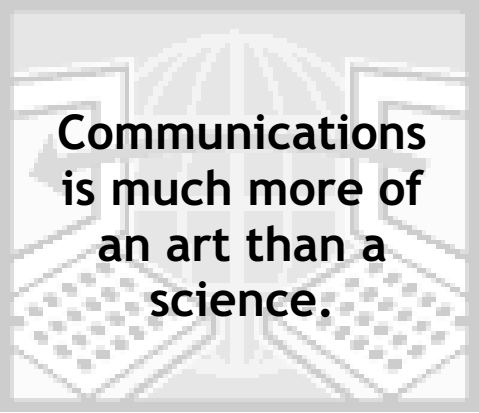 Communications
is much more of
an art than a
science.